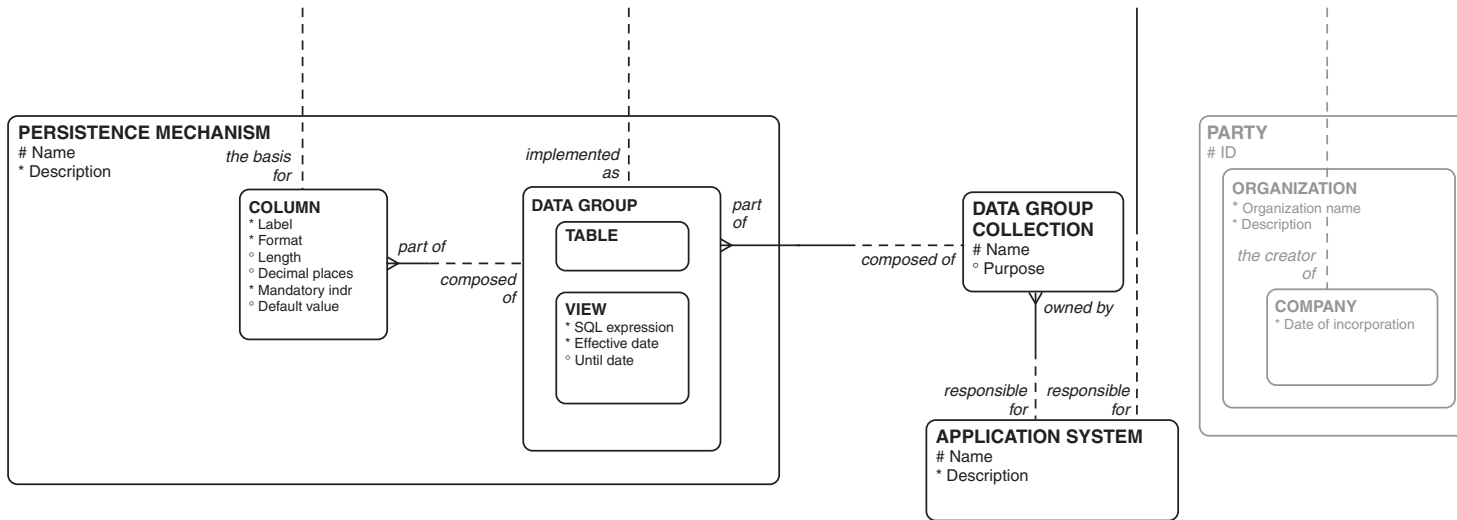 PERSISTENCE MECHANISM
# Name
* Description
the basis
for
COLUMN
* Label
* Format
° Length
° Decimal places
* Mandatory indr
° Default value
part of
composed
of
implemented
as
DATA GROUP
TABLE
VIEW
* SQL expression
* Effective date
° Until date
part
of
composed of
DATA GROUP
COLLECTION
# Name
° Purpose
owned by
responsible
for
responsible
for
APPLICATION SYSTEM
# Name
* Description
PARTY
# ID
ORGANIZATION
* Organization name
* Description
the creator
of
COMPANY
* Date of incorporation